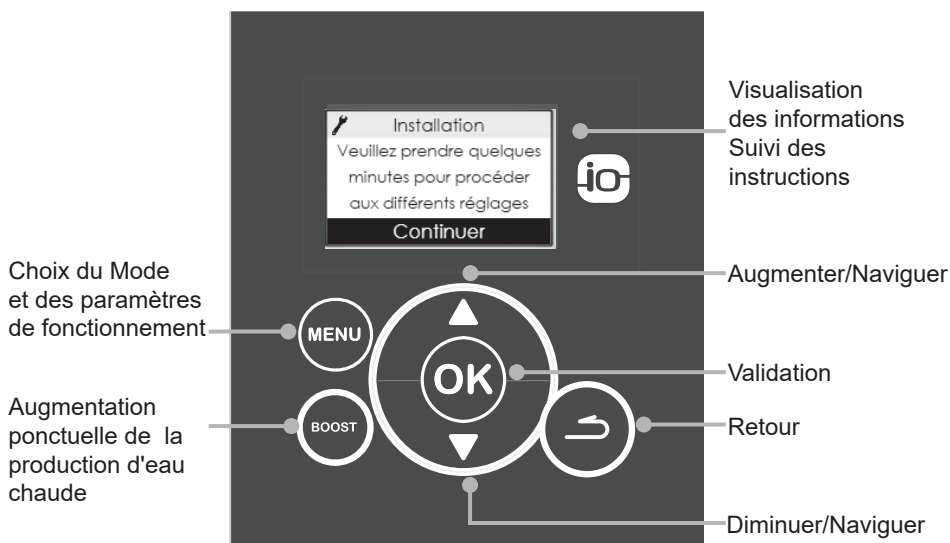 Installation
Veuillez prendre quelques
minutes pour procéder
aux différents réglages
Continuer
io
Visualisation
des informations
Suivi des
instructions
Choix du Mode
et des paramètres
de fonctionnement
MENU
Augmenter/Naviguer
OK
Validation
Augmentation
ponctuelle de la
production d'eau
chaude
BOOST
Retour
Diminuer/Naviguer